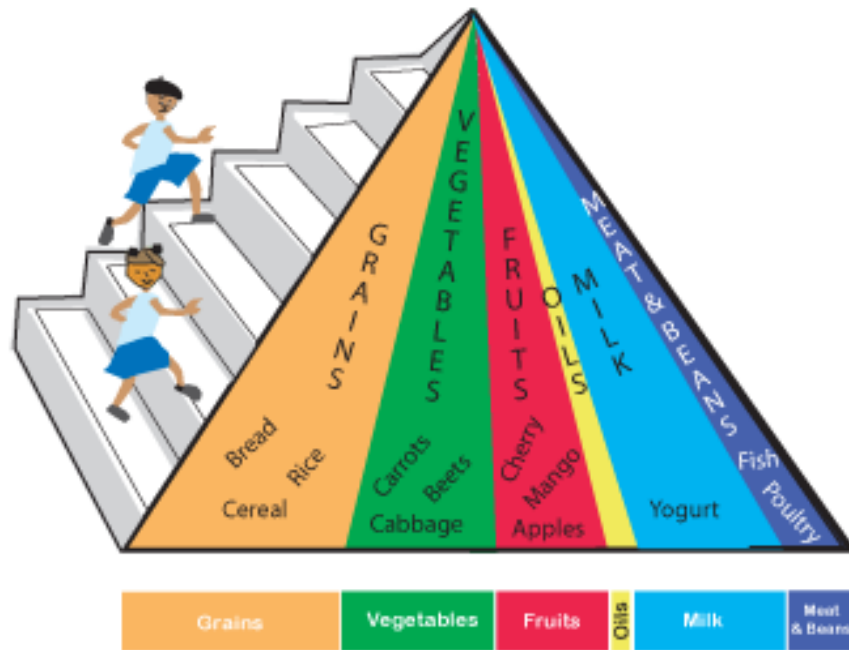 GRAINS
Bread
Rice
Cereal
VEGETABLES
Carrots
Beets
Cabbage
FRUITS
Cherry
Mango
Apples
OILS
MILK
Yogurt
MEAT & BEANS
Fish
Poultry
Grains
Vegetables
Fruits
Oils
Milk
Meat
& Beans